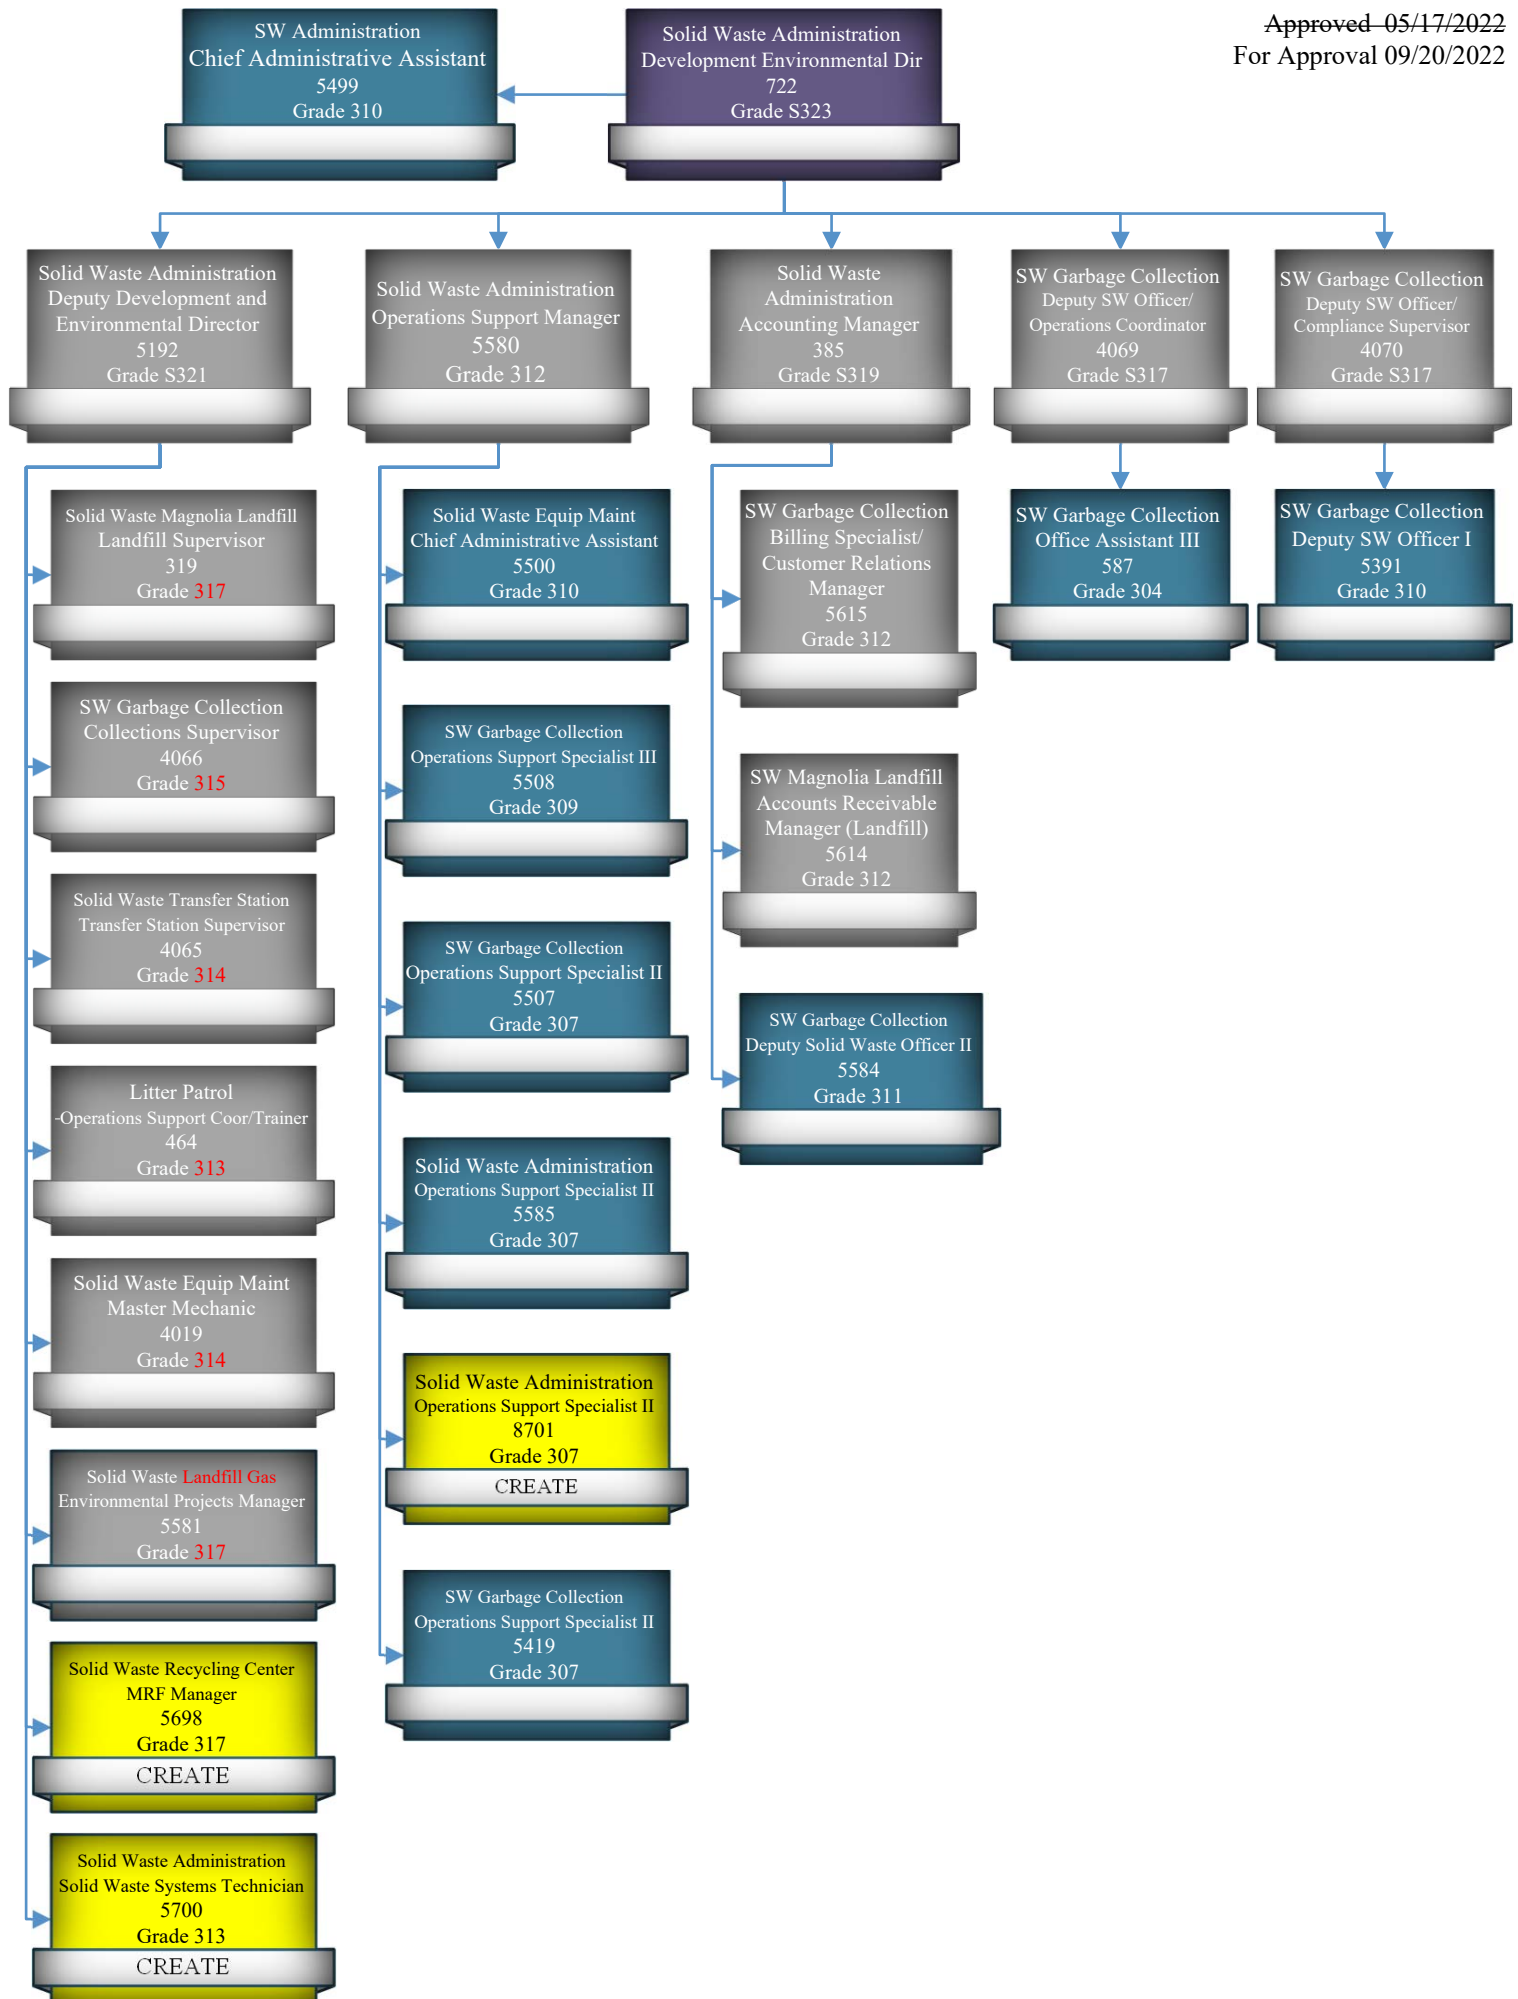 SW Administration
Chief Administrative Assistant
5499
Grade 310
Solid Waste Administration
Development Environmental Dir
722
Grade S323
Approved 05/17/2022
For Approval 09/20/2022
Solid Waste Administration
Deputy Development and
Environmental Director
5192
Grade S321
Solid Waste Administration
Operations Support Manager
5580
Grade 312
Solid Waste
Administration
Accounting Manager
385
Grade S319
SW Garbage Collection
Deputy SW Officer/
Operations Coordinator
4069
Grade S317
SW Garbage Collection
Deputy SW Officer/
Compliance Supervisor
4070
Grade S317
Solid Waste Magnolia Landfill
Landfill Supervisor
319
Grade 317
SW Garbage Collection
Collections Supervisor
4066
Grade 315
Solid Waste Transfer Station
Transfer Station Supervisor
4065
Grade 314
Litter Patrol
-Operations Support Coor/Trainer
464
Grade 313
Solid Waste Equip Maint
Master Mechanic
4019
Grade 314
Solid Waste Landfill Gas
Environmental Projects Manager
5581
Grade 317
Solid Waste Recycling Center
MRF Manager
5698
Grade 317
CREATE
Solid Waste Administration
Solid Waste Systems Technician
5700
Grade 313
CREATE
Solid Waste Equip Maint
Chief Administrative Assistant
5500
Grade 310
SW Garbage Collection
Operations Support Specialist III
5508
Grade 309
SW Garbage Collection
Operations Support Specialist II
5507
Grade 307
Solid Waste Administration
Operations Support Specialist II
5585
Grade 307
Solid Waste Administration
Operations Support Specialist II
8701
Grade 307
CREATE
SW Garbage Collection
Operations Support Specialist II
5419
Grade 307
SW Garbage Collection
Billing Specialist/
Customer Relations
Manager
5615
Grade 312
SW Magnolia Landfill
Accounts Receivable
Manager (Landfill)
5614
Grade 312
SW Garbage Collection
Deputy Solid Waste Officer II
5584
Grade 311
SW Garbage Collection
Office Assistant III
587
Grade 304
SW Garbage Collection
Deputy SW Officer I
5391
Grade 310